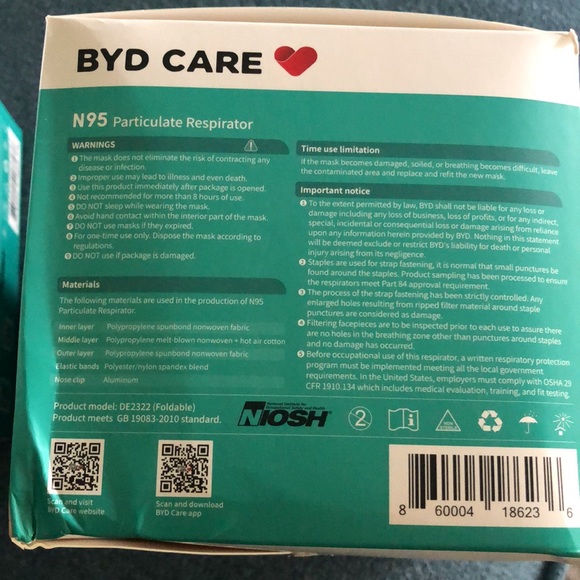 BYD CARE
N95 Particulate Respirator
WARNINGS
① The mask does not eliminate the risk of contracting any
disease or infection.
② Improper use may lead to illness and even death.
③ Use this product immediately after package is opened.
④ Not recommended for more than 8 hours of use.
⑤ DO NOT sleep while wearing the mask.
⑥ Avoid hand contact within the interior part of the mask.
⑦ DO NOT use masks if they expired.
⑧ For one-time use only. Dispose the mask according to
regulations.
⑨ DO NOT use if package is damaged.
Materials
The following materials are used in the production of N95
Particulate Respirator.
Inner layer Polypropylene spunbond nonwoven fabric
Middle layer Polypropylene melt-blown nonwoven + hot air cotton
Outer layer Polypropylene spunbond nonwoven fabric
Elastic bands Polyester/nylon spandex blend
Nose clip Aluminum
Product model: DE2322 (Foldable)
Product meets GB 19083-2010 standard.
Time use limitation
If the mask becomes damaged, soiled, or breathing becomes difficult, leave
the contaminated area and replace and refit the new mask.
Important notice
① To the extent permitted by law, BYD shall not be liable for any loss or
damage including any loss of business, loss of profits, or for any indirect,
special, incidental or consequential loss or damage arising from reliance
upon any information herein provided by BYD. Nothing in this statement
will be deemed exclude or restrict BYD's liability for death or personal
injury arising from its negligence.
② Staples are used for strap fastening, it is normal that small punctures be
found around the staples. Product sampling has been processed to ensure
the respirators meet Part 84 approval requirement.
③ The process of the strap fastening has been strictly controlled. Any
enlarged holes resulting from ripped filter material around staple
punctures are considered as damage.
④ Filtering facepieces are to be inspected prior to each use to assure there
are no holes in the breathing zone other than punctures around staples
and no damage has occurred.
⑤ Before occupational use of this respirator, a written respiratory protection
program must be implemented meeting all the local government
requirements. In the United States, employers must comply with OSHA 29
CFR 1910.134 which includes medical evaluation, training, and fit testing.
NIOSH
2
Scan and visit
BYD Care website
Scan and download
BYD Care app
8 60004 18623 6